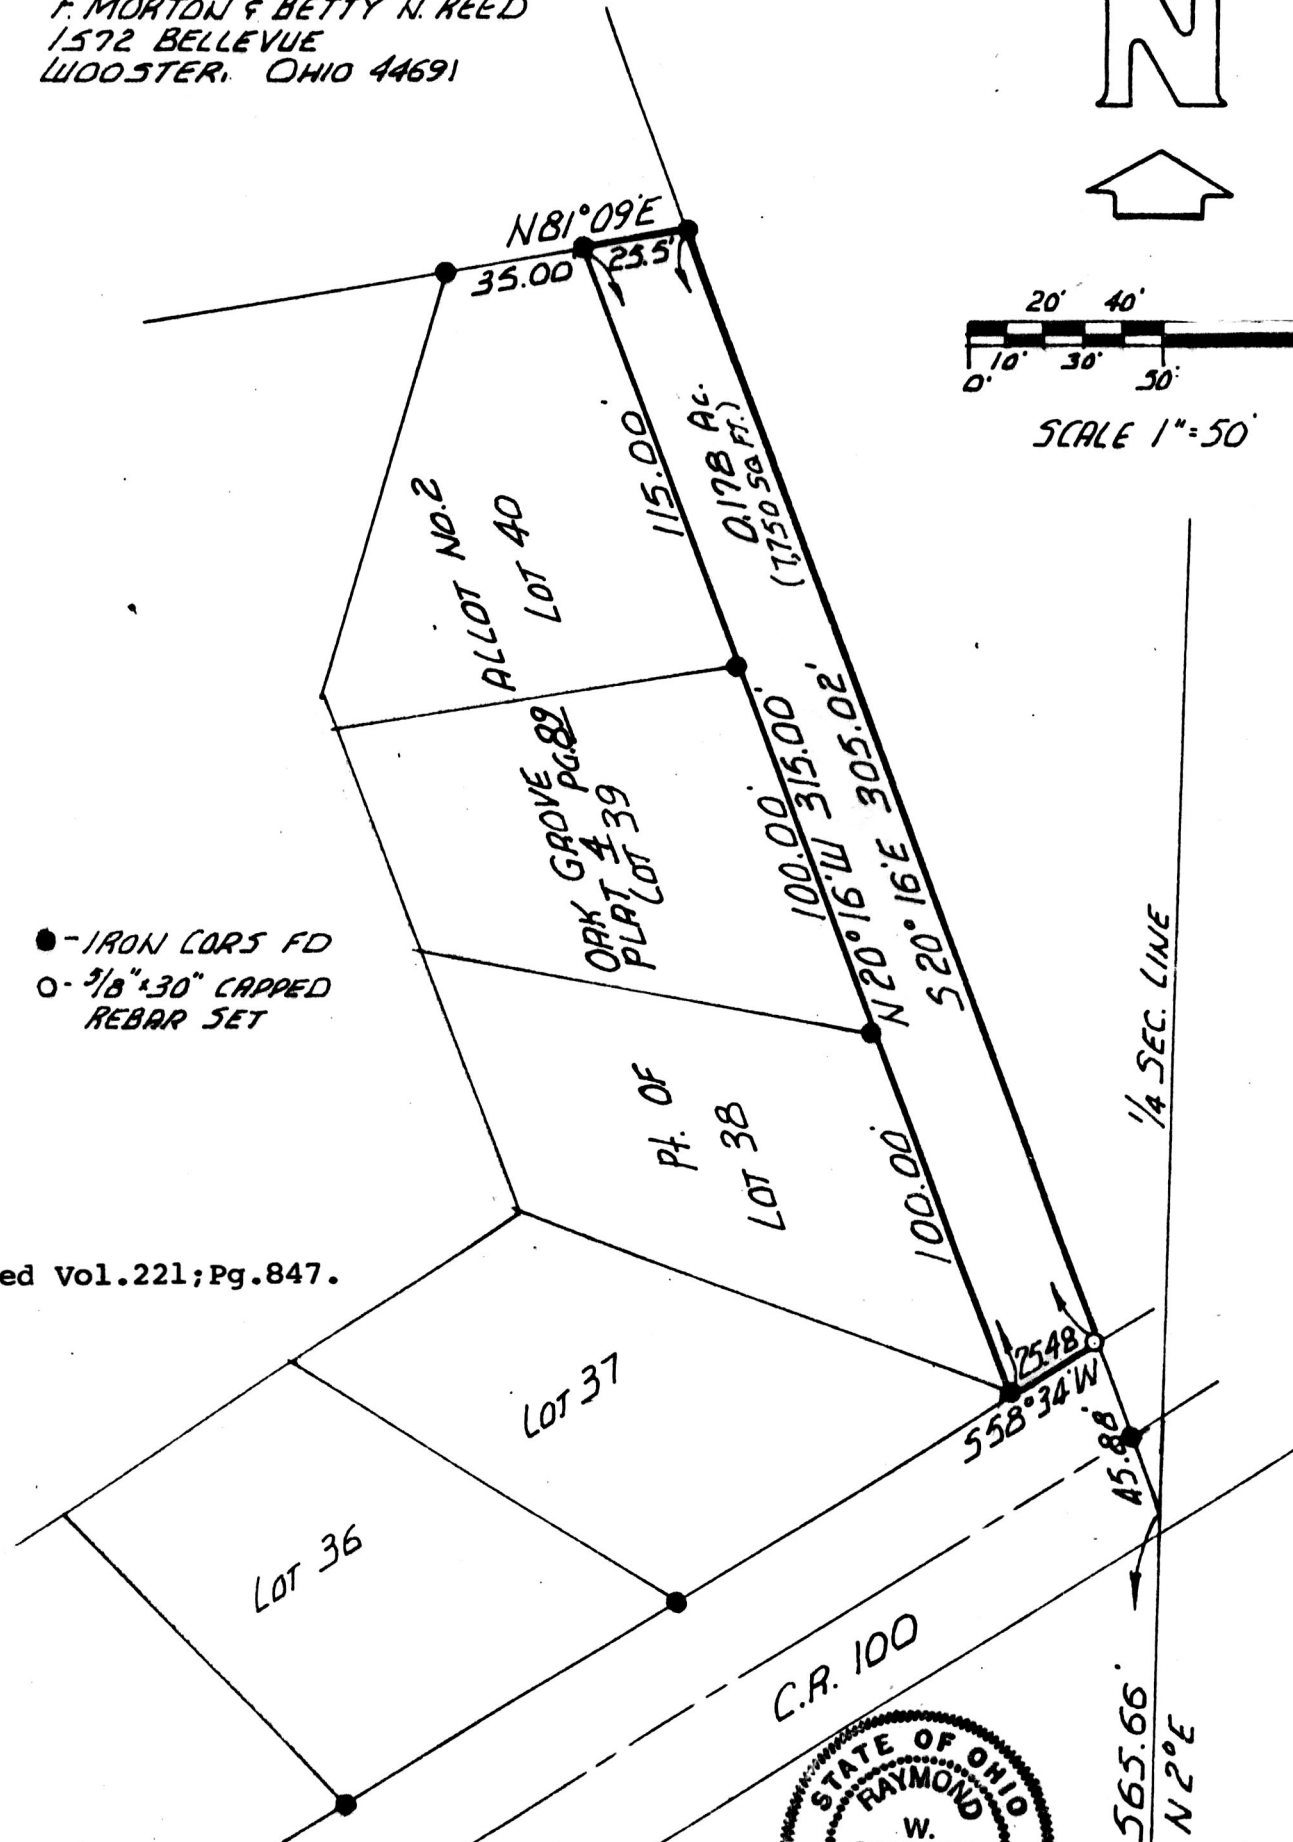 F. MORTON & BETTY N. REED
1572 BELLEVUE
WOOSTER, OHIO 44691
N
N81°09'E
35.00'
25.5'
20' 40'
0' 10' 30' 50'
SCALE 1"=50'
115.00'
0.178 AC.
(7,750 SQ FT.)
ALLOT NO.2
LOT 40
OAK GROVE
PLAT 4 PG.89
LOT 39
100.00'
N 20°16'W 315.00'
S 20°16'E 305.02'
1/4 SEC. LINE
●-IRON CORS FD
O- 5/8"x30" CAPPED
REBAR SET
Pt. OF
LOT 38
100.00'
ed Vol.221;Pg.847.
LOT 37
25.48'
S58°34'W
45.88'
LOT 36
C.R. 100
565.66'
N 2°E
STATE OF OHIO
RAYMOND
W.